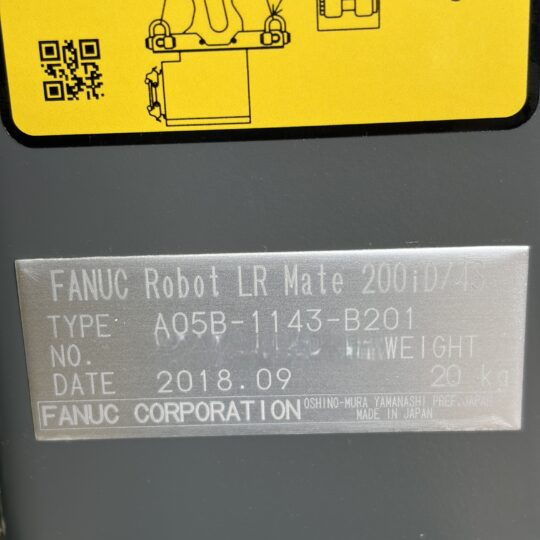 FANUC Robot LR Mate 200iD/4S
TYPE A05B-1143-B201
NO. WEIGHT
DATE 2018.09 20 kg
FANUC CORPORATION OSHINO-MURA YAMANASHI PREF. JAPAN
MADE IN JAPAN